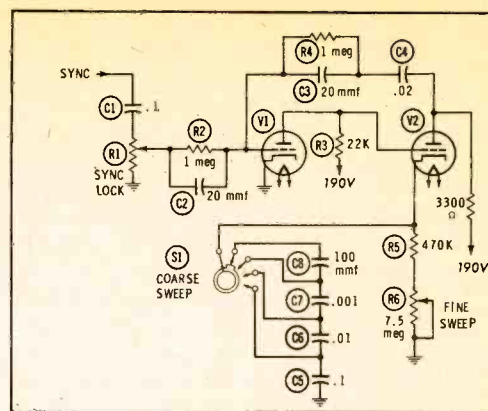 R4 1 meg
C4
SYNC
C3 20 mmf
.02
C1 .1
R2
V1
V2
R1
1 meg
R3 22K
SYNC
LOCK
C2 20 mmf
190V
3300
Ω
S1
C8 100
mmf
R5 470K
190V
COARSE
SWEEP
C7 .001
R6
C6 .01
7.5
meg
FINE
SWEEP
C5 .1